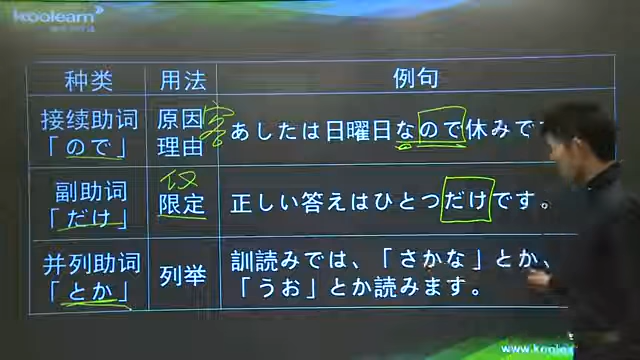 koolearn
种类 用法 例句
接续助词 原因
「ので」 理由
客 あしたは日曜日なので休みで
副助词 仅
「だけ」 限定
正しい答えはひとつだけです。
并列助词
「とか」 列举
訓読みでは、「さかな」とか、
「うお」とか読みます。
www.koole